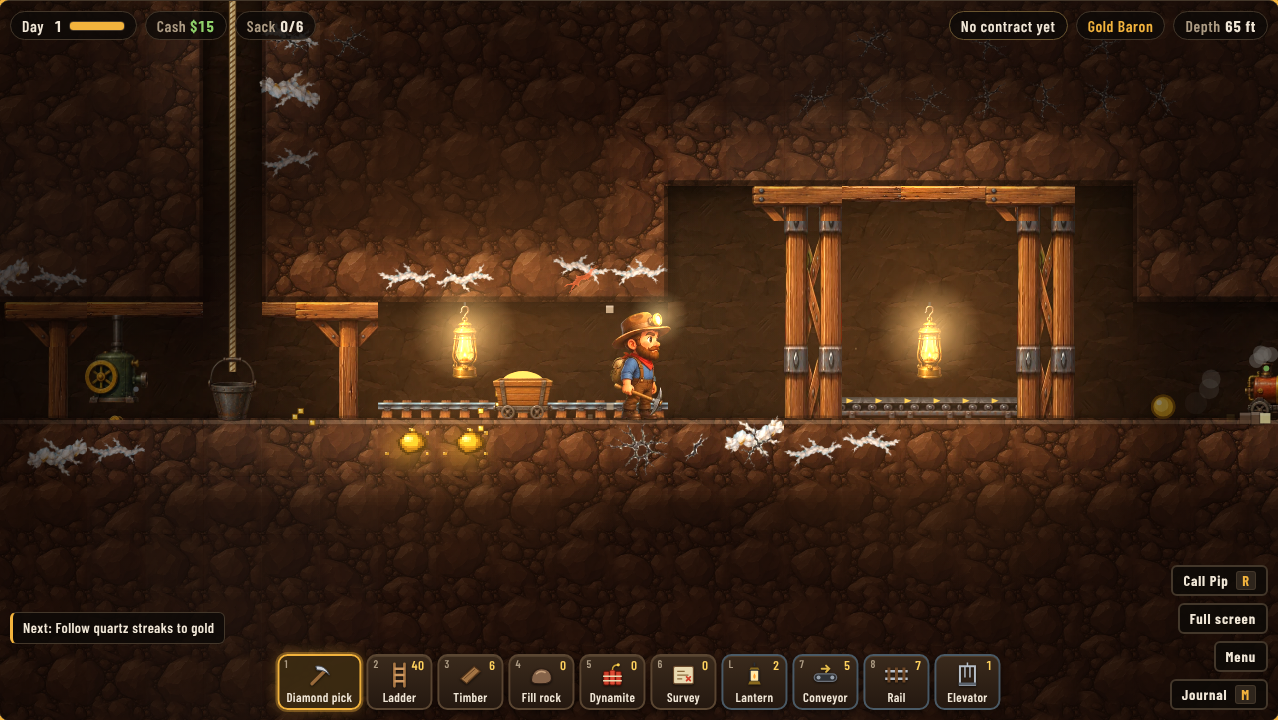 Day 1
Cash $15
Sack 0/6
No contract yet
Gold Baron
Depth 65 ft
Call Pip R
Full screen
Next: Follow quartz streaks to gold
Menu
Journal M
1 Diamond pick
2 40 Ladder
3 6 Timber
4 0 Fill rock
5 0 Dynamite
6 0 Survey
L 2 Lantern
7 5 Conveyor
8 7 Rail
1 Elevator